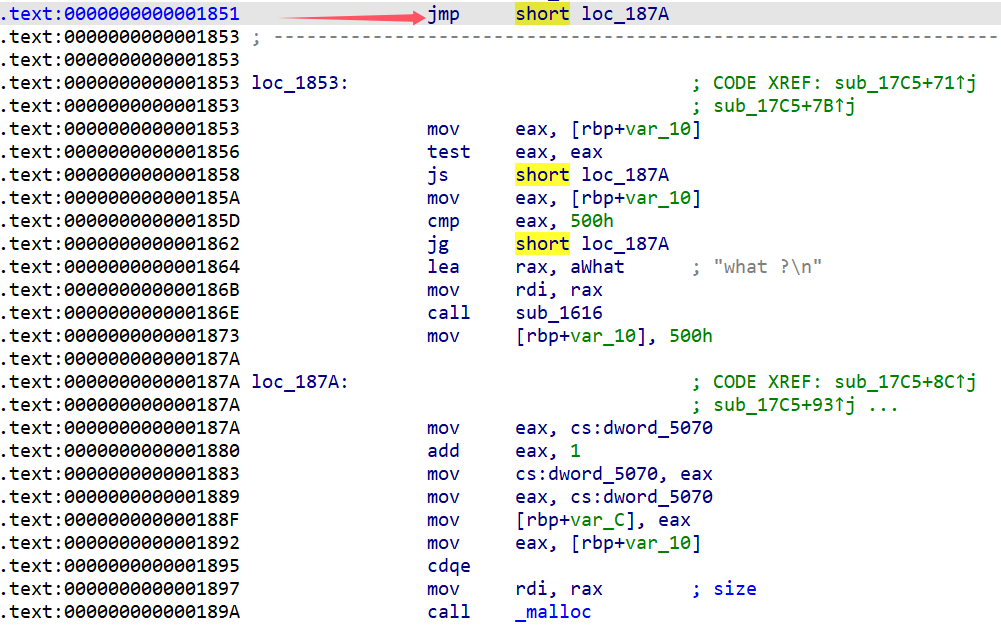 .text:0000000000001851 jmp short loc_187A
.text:0000000000001853 ; ---------------------------------------------------------------
.text:0000000000001853
.text:0000000000001853 loc_1853: ; CODE XREF: sub_17C5+71↑j
.text:0000000000001853 ; sub_17C5+7B↑j
.text:0000000000001853 mov eax, [rbp+var_10]
.text:0000000000001856 test eax, eax
.text:0000000000001858 js short loc_187A
.text:000000000000185A mov eax, [rbp+var_10]
.text:000000000000185D cmp eax, 500h
.text:0000000000001862 jg short loc_187A
.text:0000000000001864 lea rax, aWhat ; "what ?\n"
.text:000000000000186B mov rdi, rax
.text:000000000000186E call sub_1616
.text:0000000000001873 mov [rbp+var_10], 500h
.text:000000000000187A
.text:000000000000187A loc_187A: ; CODE XREF: sub_17C5+8C↑j
.text:000000000000187A ; sub_17C5+93↑j ...
.text:000000000000187A mov eax, cs:dword_5070
.text:0000000000001880 add eax, 1
.text:0000000000001883 mov cs:dword_5070, eax
.text:0000000000001889 mov eax, cs:dword_5070
.text:000000000000188F mov [rbp+var_C], eax
.text:0000000000001892 mov eax, [rbp+var_10]
.text:0000000000001895 cdqe
.text:0000000000001897 mov rdi, rax ; size
.text:000000000000189A call _malloc